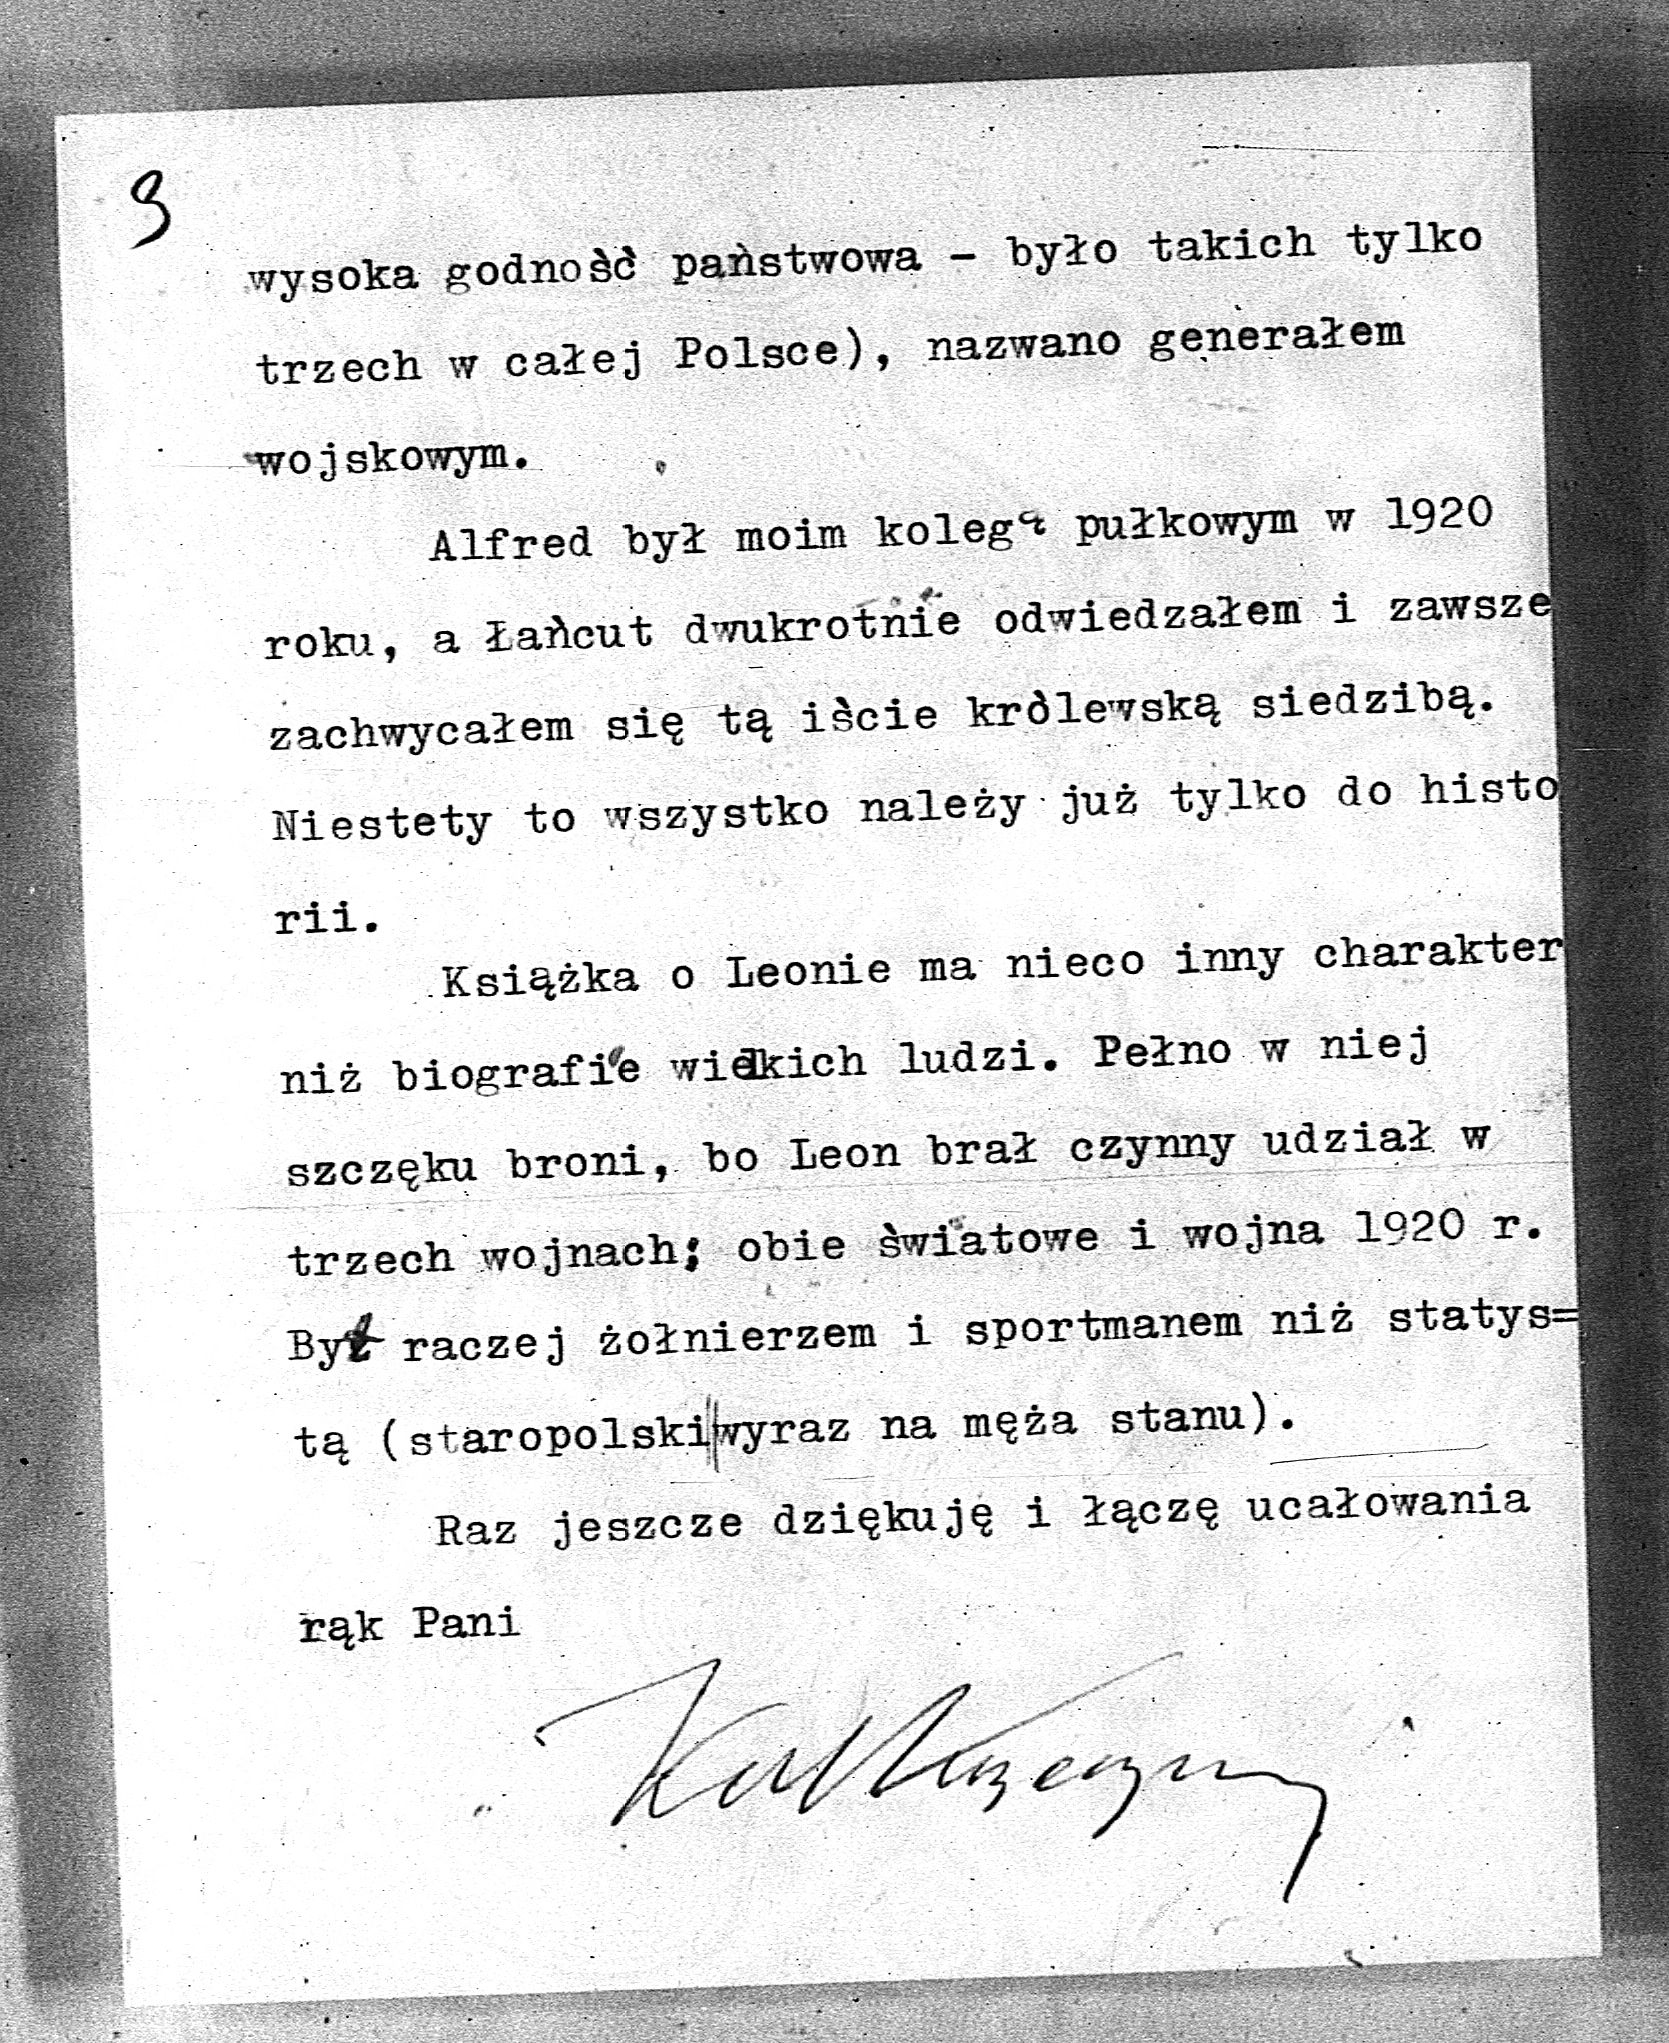 3
wysoka godność państwowa - było takich tylko
trzech w całej Polsce), nazwano generałem
wojskowym.
Alfred był moim kolegą pułkowym w 1920
roku, a Łańcut dwukrotnie odwiedzałem i zawsze
zachwycałem się tą iście królewską siedzibą.
Niestety to wszystko należy już tylko do histo
rii.
Książka o Leonie ma nieco inny charakter
niż biografie wielkich ludzi. Pełno w niej
szczęku broni, bo Leon brał czynny udział w
trzech wojnach; obie światowe i wojna 1920 r.
Był raczej żołnierzem i sportmanem niż statys=
tą (staropolski wyraz na męża stanu).
Raz jeszcze dziękuję i łączę ucałowania
rąk Pani